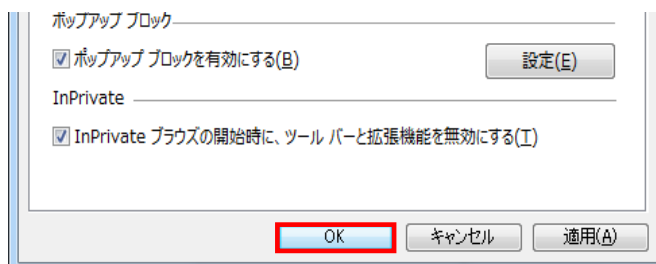 ポップアップ ブロック
ポップアップ ブロックを有効にする(B)
設定(E)
InPrivate
InPrivate ブラウズの開始時に、ツール バーと拡張機能を無効にする(T)
OK
キャンセル
適用(A)